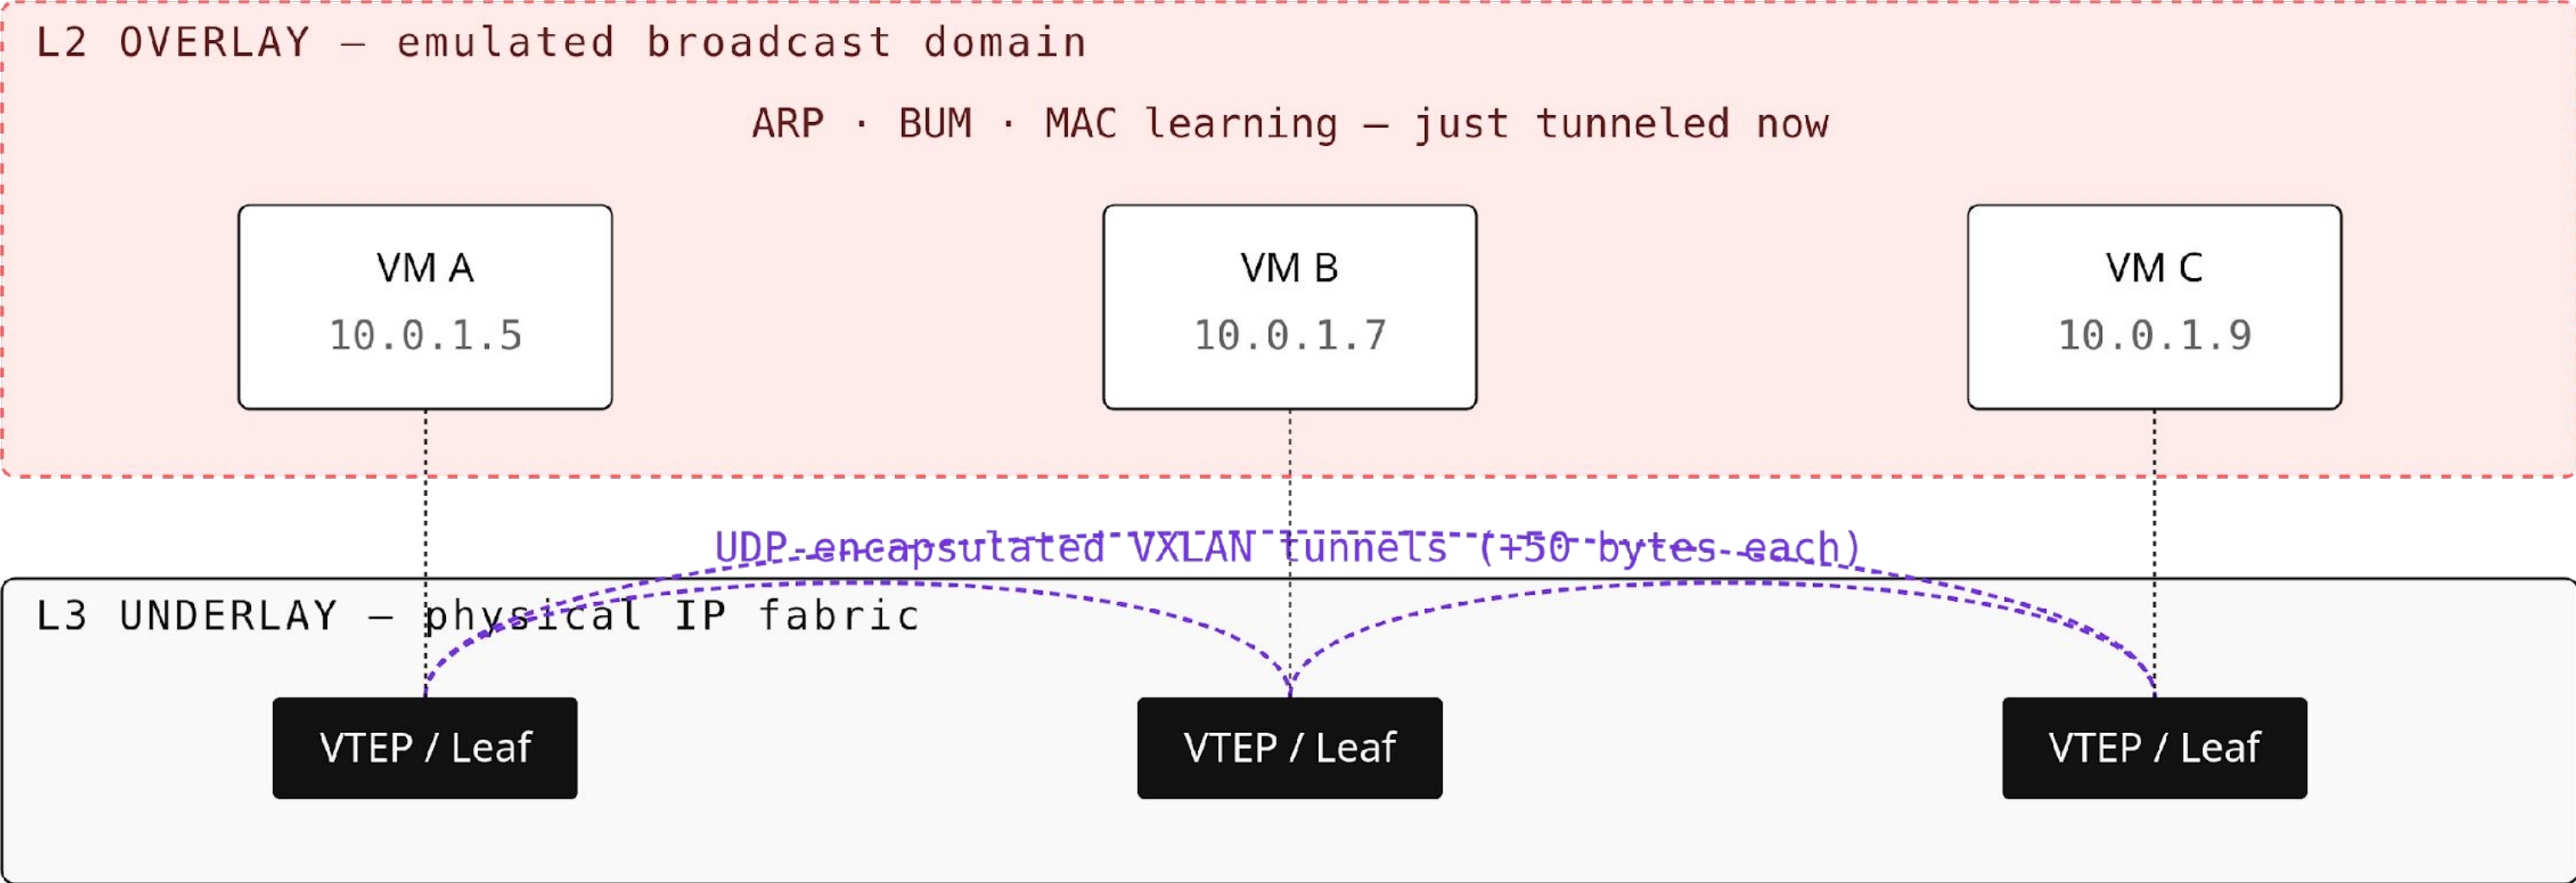 L2 OVERLAY — emulated broadcast domain
ARP · BUM · MAC learning — just tunneled now
VM A
10.0.1.5
VM B
10.0.1.7
VM C
10.0.1.9
UDP-encapsulated VXLAN tunnels (+50 bytes each)
L3 UNDERLAY — physical IP fabric
VTEP / Leaf
VTEP / Leaf
VTEP / Leaf